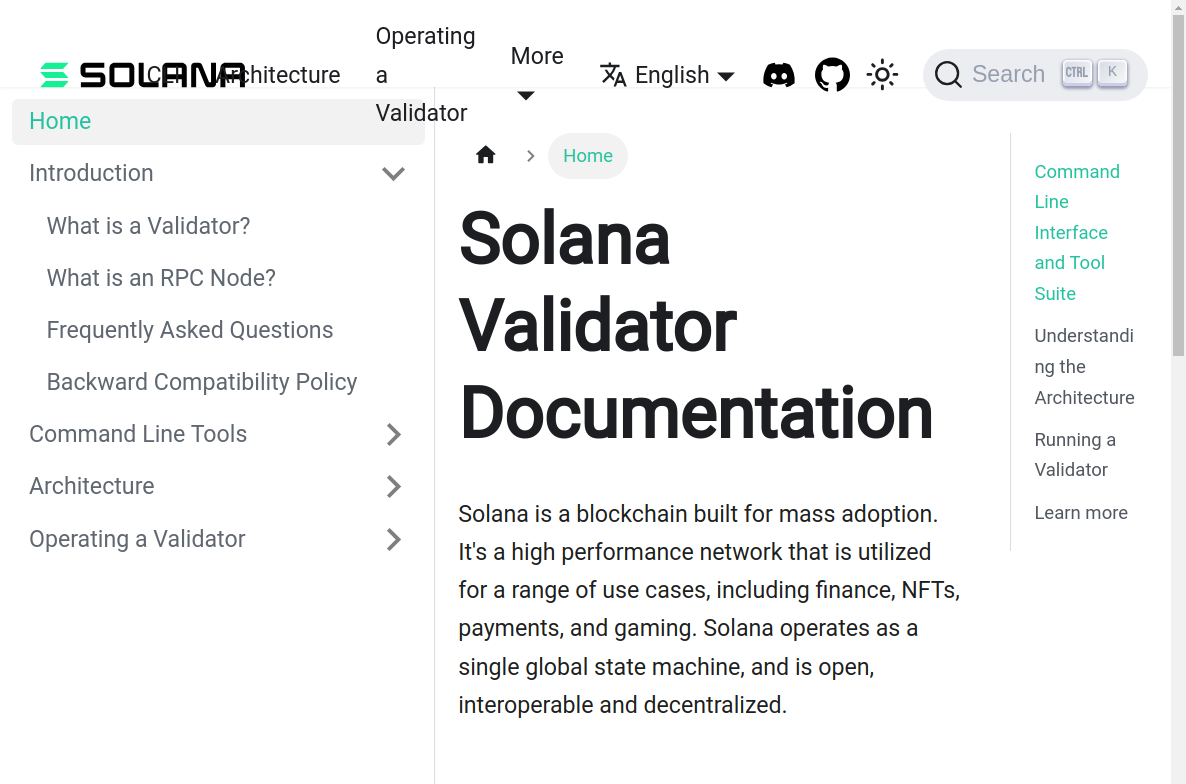 SOLANA
CLI
Architecture
Operating
a
Validator
More
English
Search
CTRL
K
Home
Introduction
What is a Validator?
What is an RPC Node?
Frequently Asked Questions
Backward Compatibility Policy
Command Line Tools
Architecture
Operating a Validator
Home
Solana
Validator
Documentation
Solana is a blockchain built for mass adoption.
It's a high performance network that is utilized
for a range of use cases, including finance, NFTs,
payments, and gaming. Solana operates as a
single global state machine, and is open,
interoperable and decentralized.
Command
Line
Interface
and Tool
Suite
Understandi
ng the
Architecture
Running a
Validator
Learn more